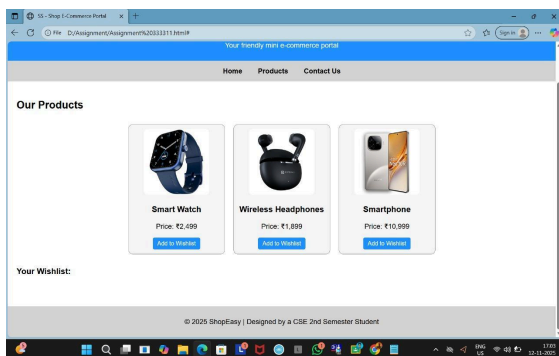 SS - Shop E-Commerce Portal
File
D:/Assignment/Assignment%20333311.html#
Sign in
Your friendly mini e-commerce portal
Home Products Contact Us
Our Products
Smart Watch
Price: ₹2,499
Add to Wishlist
Wireless Headphones
Price: ₹1,899
Add to Wishlist
Smartphone
Price: ₹10,999
Add to Wishlist
Your Wishlist:
© 2025 ShopEasy | Designed by a CSE 2nd Semester Student
ENG
US
17:03
12-11-2025